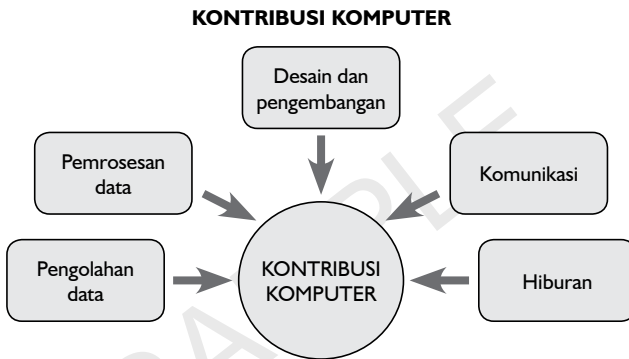 KONTRIBUSI KOMPUTER
Desain dan
pengembangan
Pemrosesan
data
Komunikasi
Pengolahan
data
KONTRIBUSI
KOMPUTER
Hiburan